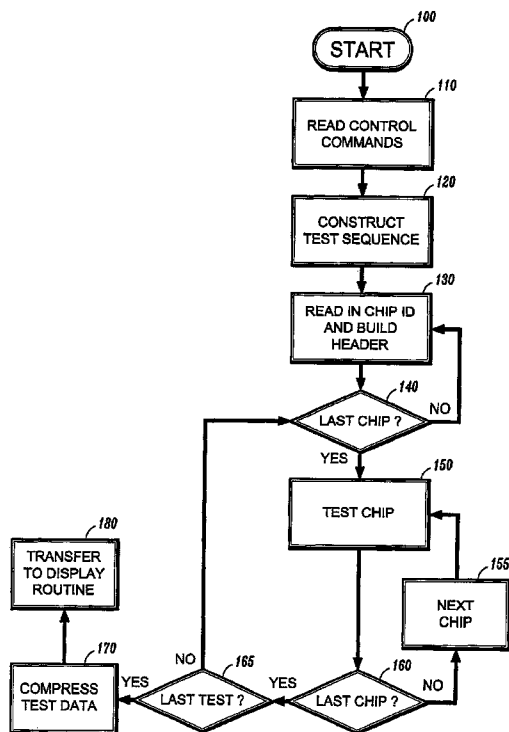 100
START
110
READ CONTROL
COMMANDS
120
CONSTRUCT
TEST SEQUENCE
130
READ IN CHIP ID
AND BUILD
HEADER
140
LAST CHIP ?
NO
YES
150
TEST CHIP
155
NEXT
CHIP
160
LAST CHIP ?
NO
YES
165
LAST TEST ?
NO
YES
170
COMPRESS
TEST DATA
180
TRANSFER
TO DISPLAY
ROUTINE